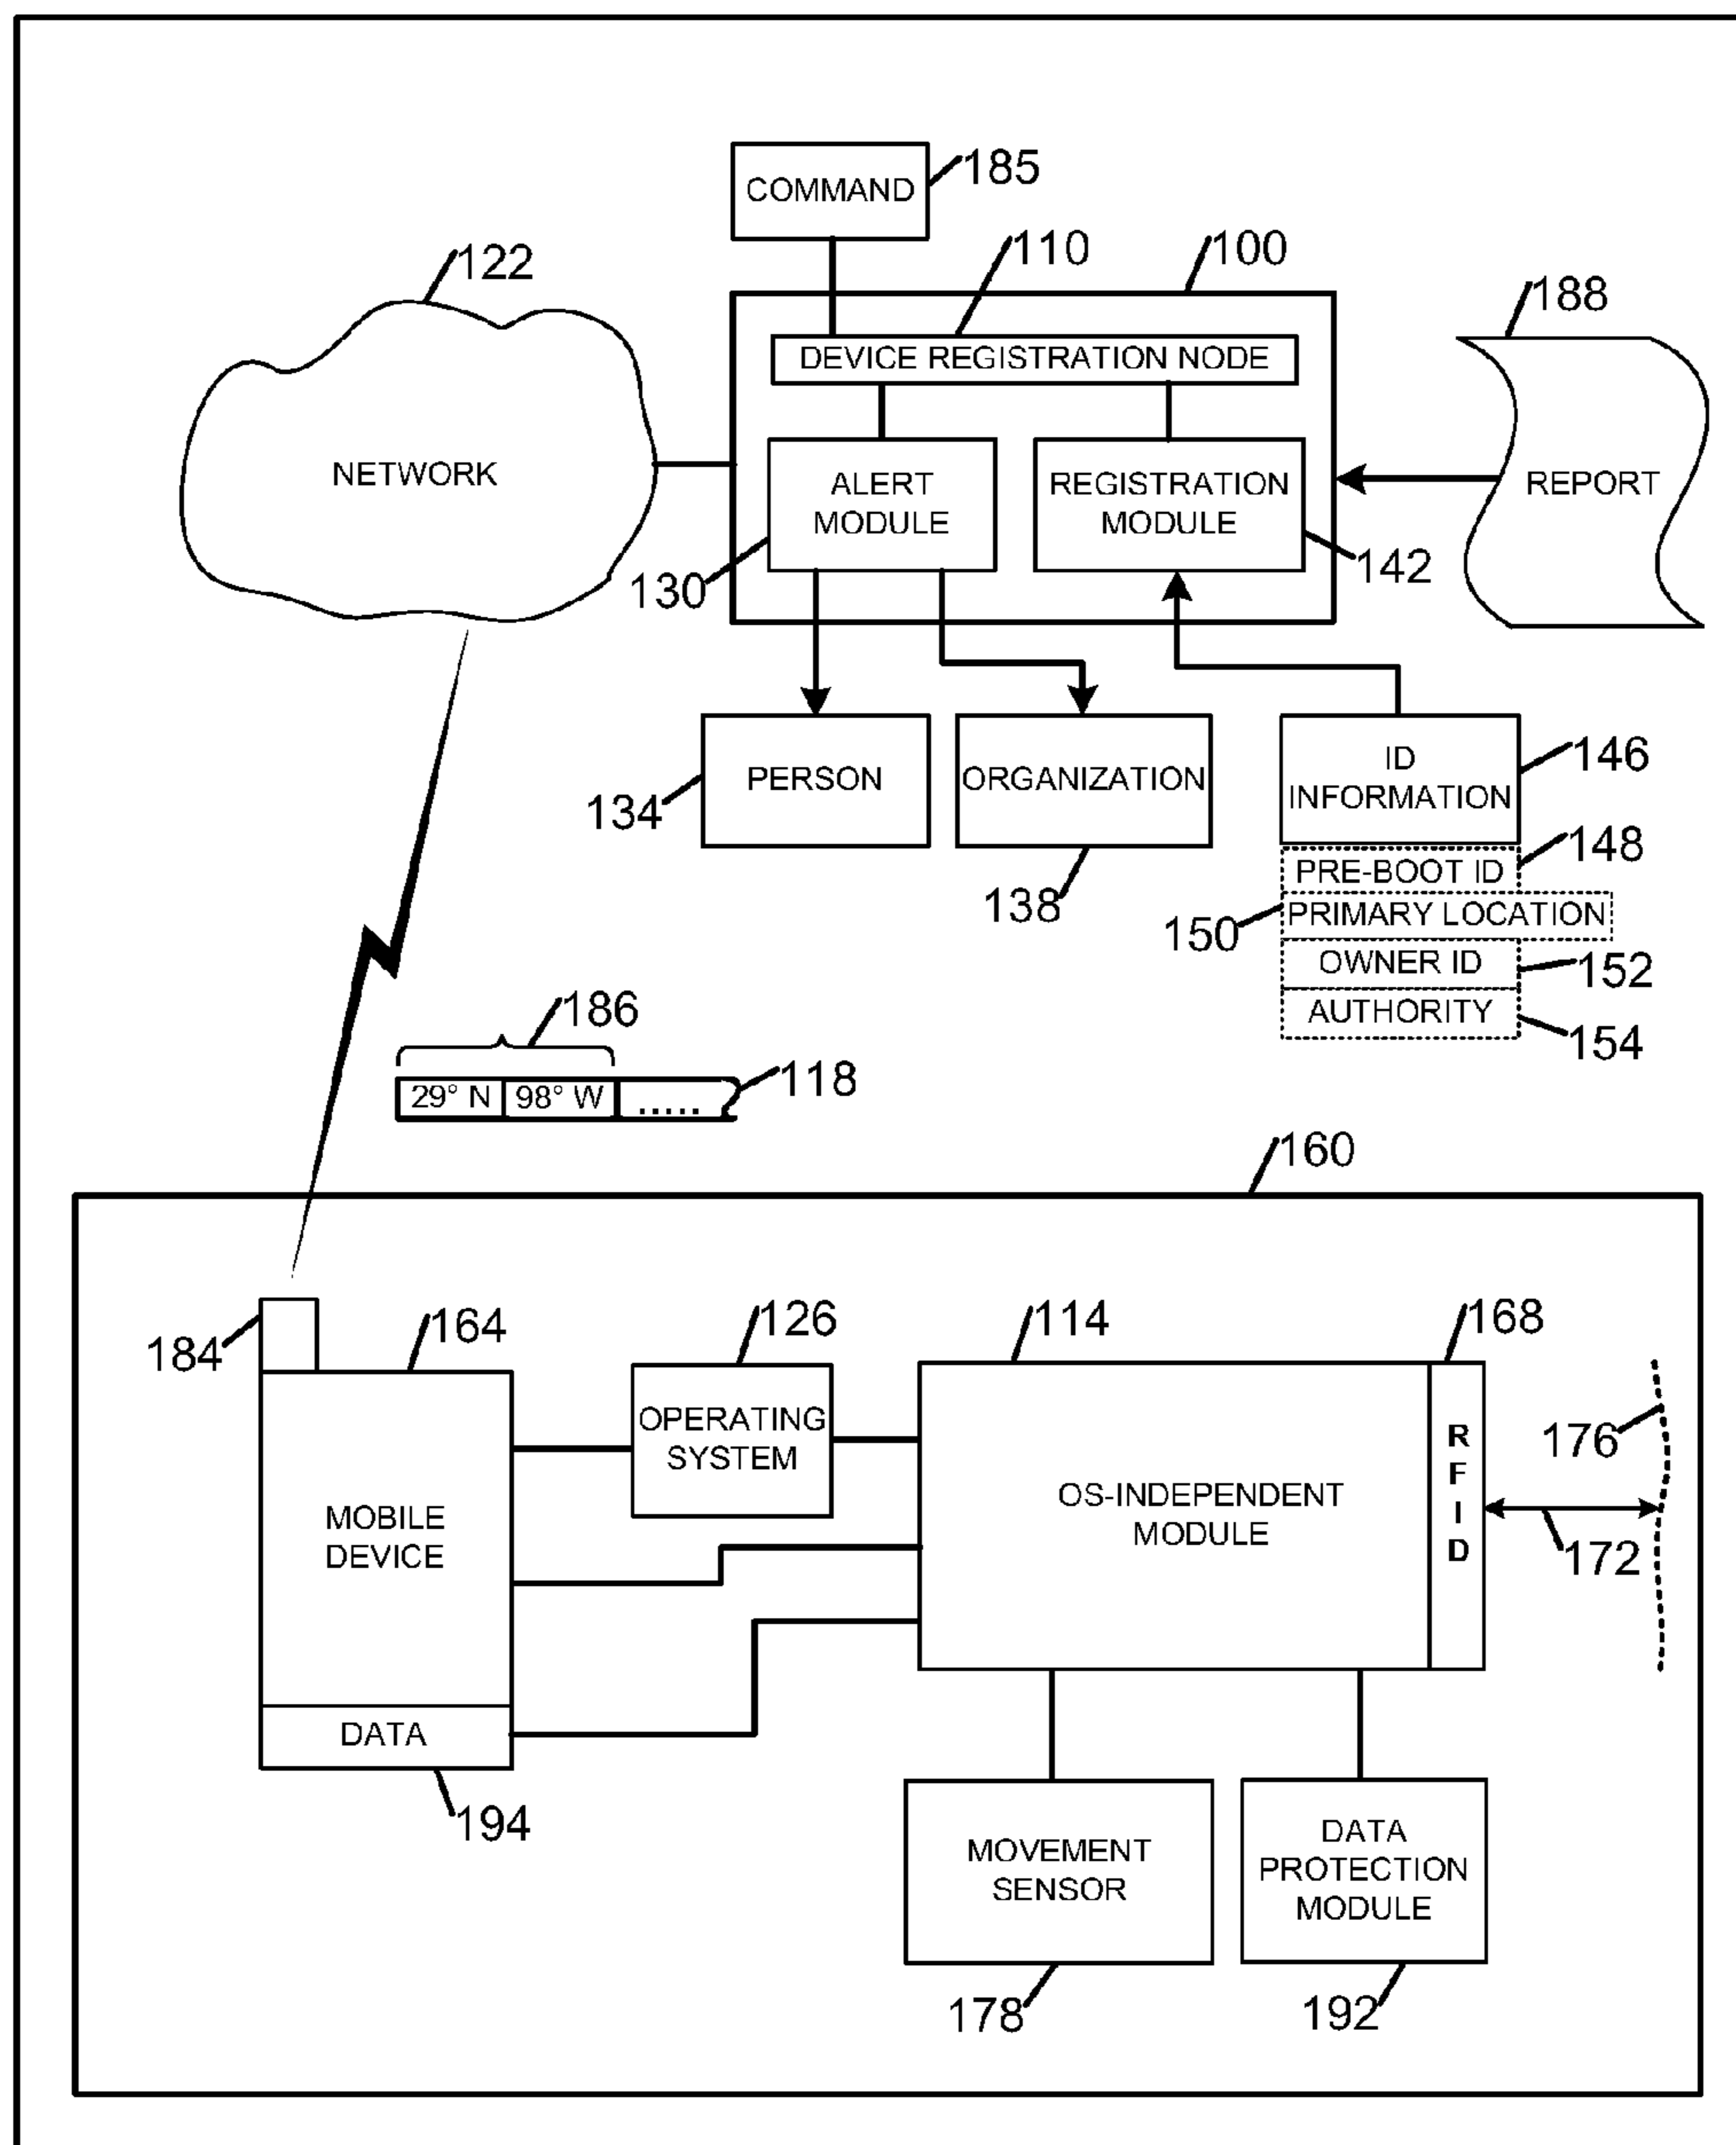 COMMAND
185
110
100
122
188
DEVICE REGISTRATION NODE
NETWORK
ALERT
MODULE
REGISTRATION
MODULE
REPORT
130
142
PERSON
ORGANIZATION
ID
INFORMATION
146
134
138
PRE-BOOT ID
148
150
PRIMARY LOCATION
OWNER ID
152
AUTHORITY
154
186
29° N
98° W
.....
118
160
184
164
126
114
168
OPERATING
SYSTEM
MOBILE
DEVICE
OS-INDEPENDENT
MODULE
RFID
176
172
DATA
194
MOVEMENT
SENSOR
DATA
PROTECTION
MODULE
178
192